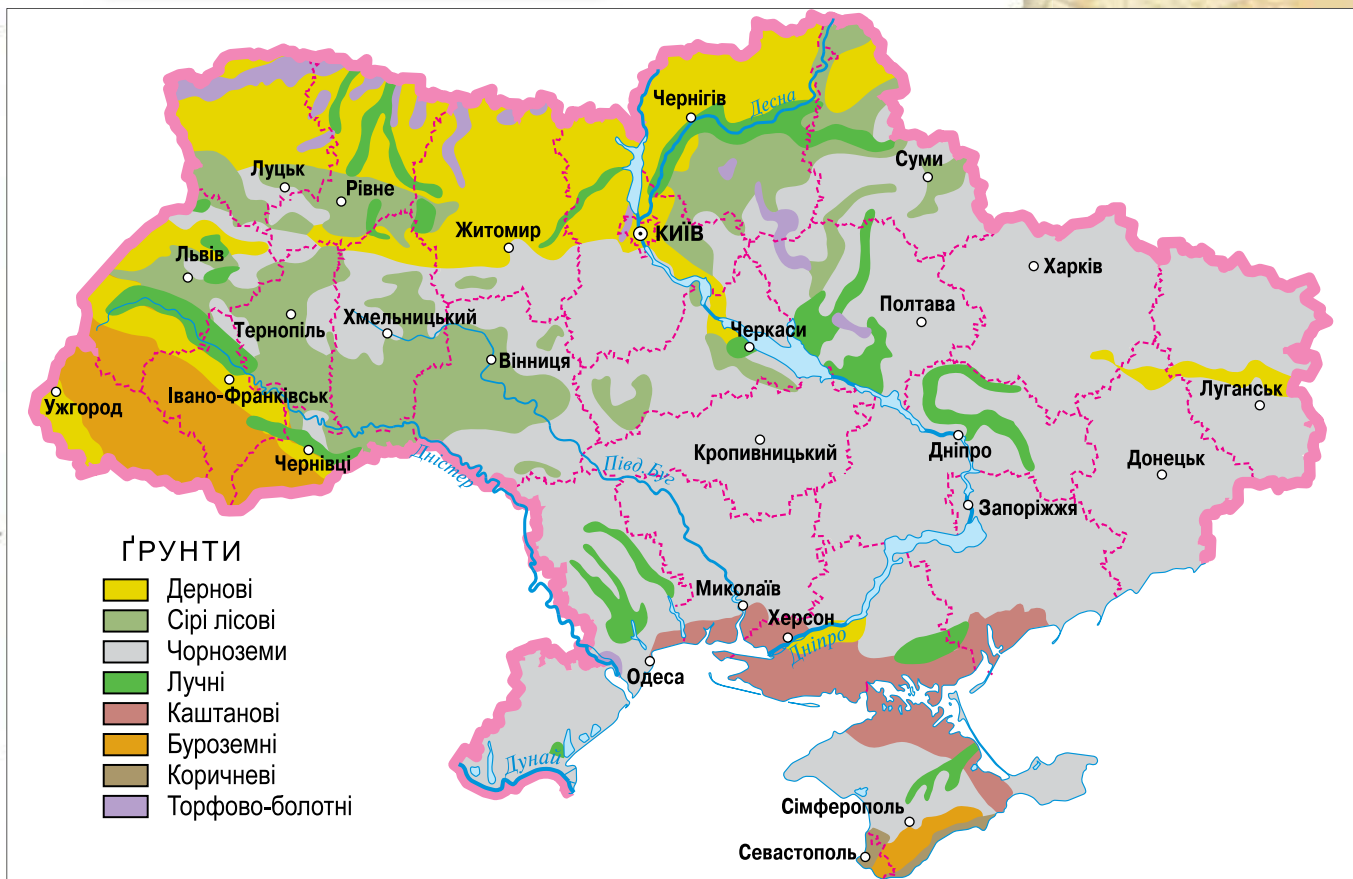 Чернігів
Десна
Суми
Луцьк
Рівне
КИЇВ
Житомир
Львів
Харків
Полтава
Хмельницький
Тернопіль
Черкаси
Вінниця
Луганськ
Івано-Франківськ
Ужгород
Кропивницький
Дніпро
Чернівці
Дністер
Півд. Буг
Донецьк
Запоріжжя
ҐРУНТИ
Дернові
Сірі лісові
Чорноземи
Лучні
Каштанові
Буроземні
Коричневі
Торфово-болотні
Миколаїв
Херсон
Дніпро
Одеса
Дунай
Сімферополь
Севастополь